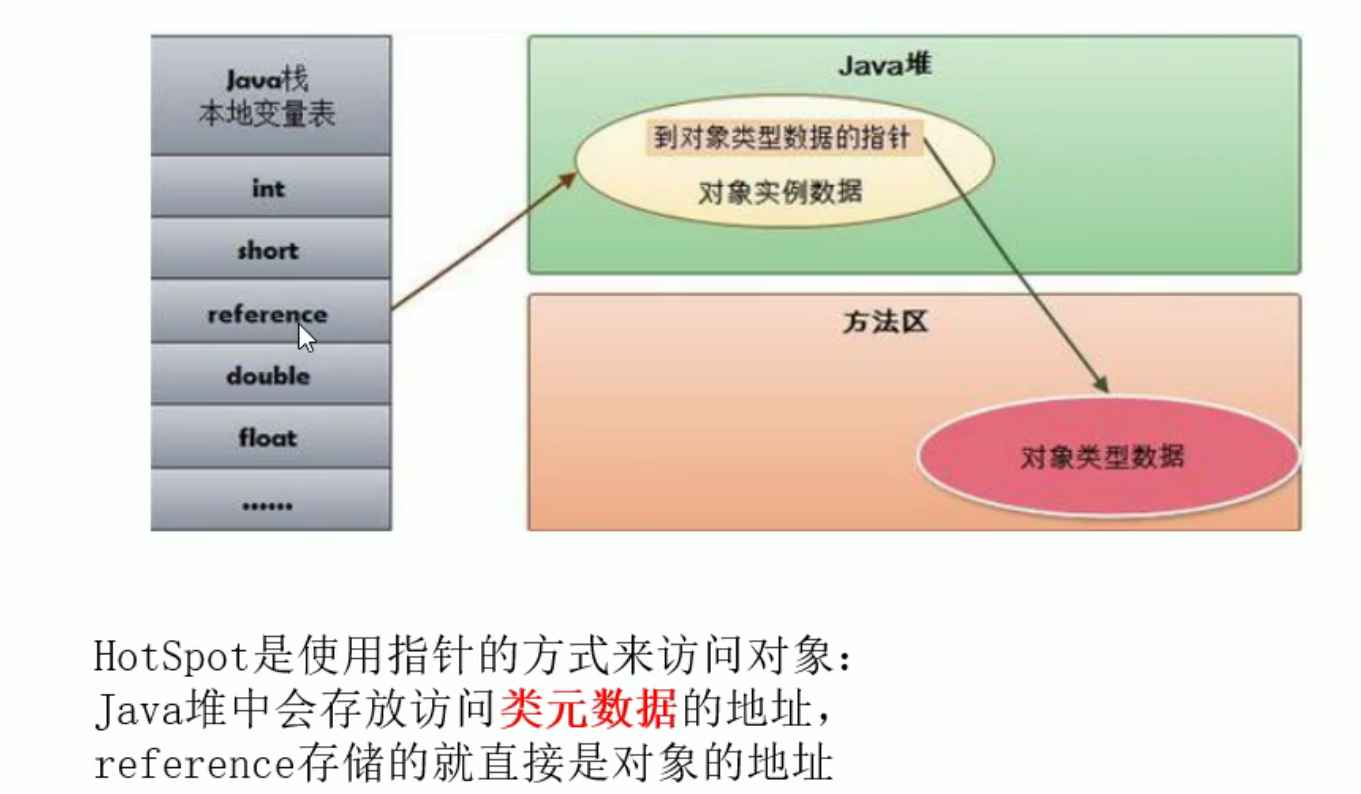 Java栈
本地变量表
int
short
reference
double
float
······
Java堆
到对象类型数据的指针
对象实例数据
方法区
对象类型数据
HotSpot是使用指针的方式来访问对象：
Java堆中会存放访问类元数据的地址，
reference存储的就直接是对象的地址